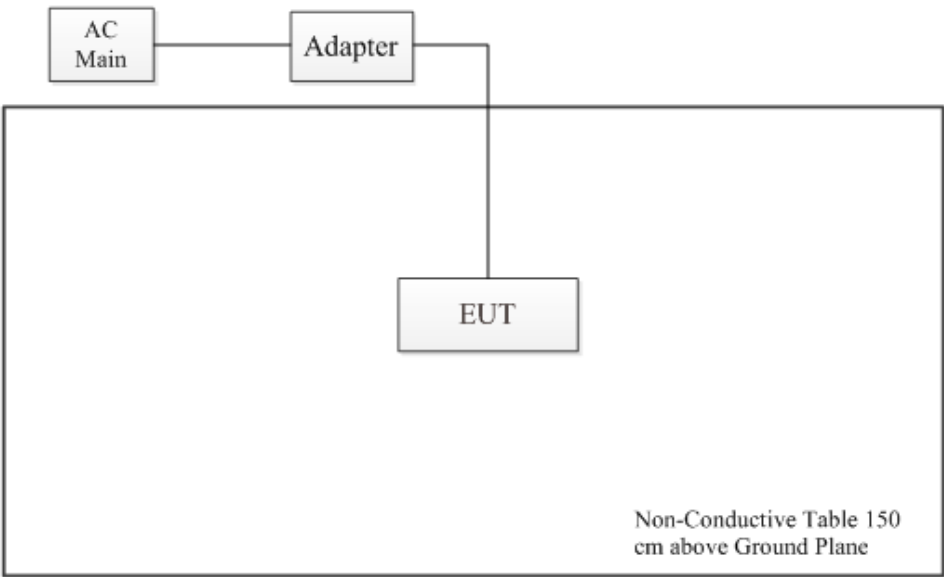 AC
Main
Adapter
EUT
Non-Conductive Table 150
cm above Ground Plane